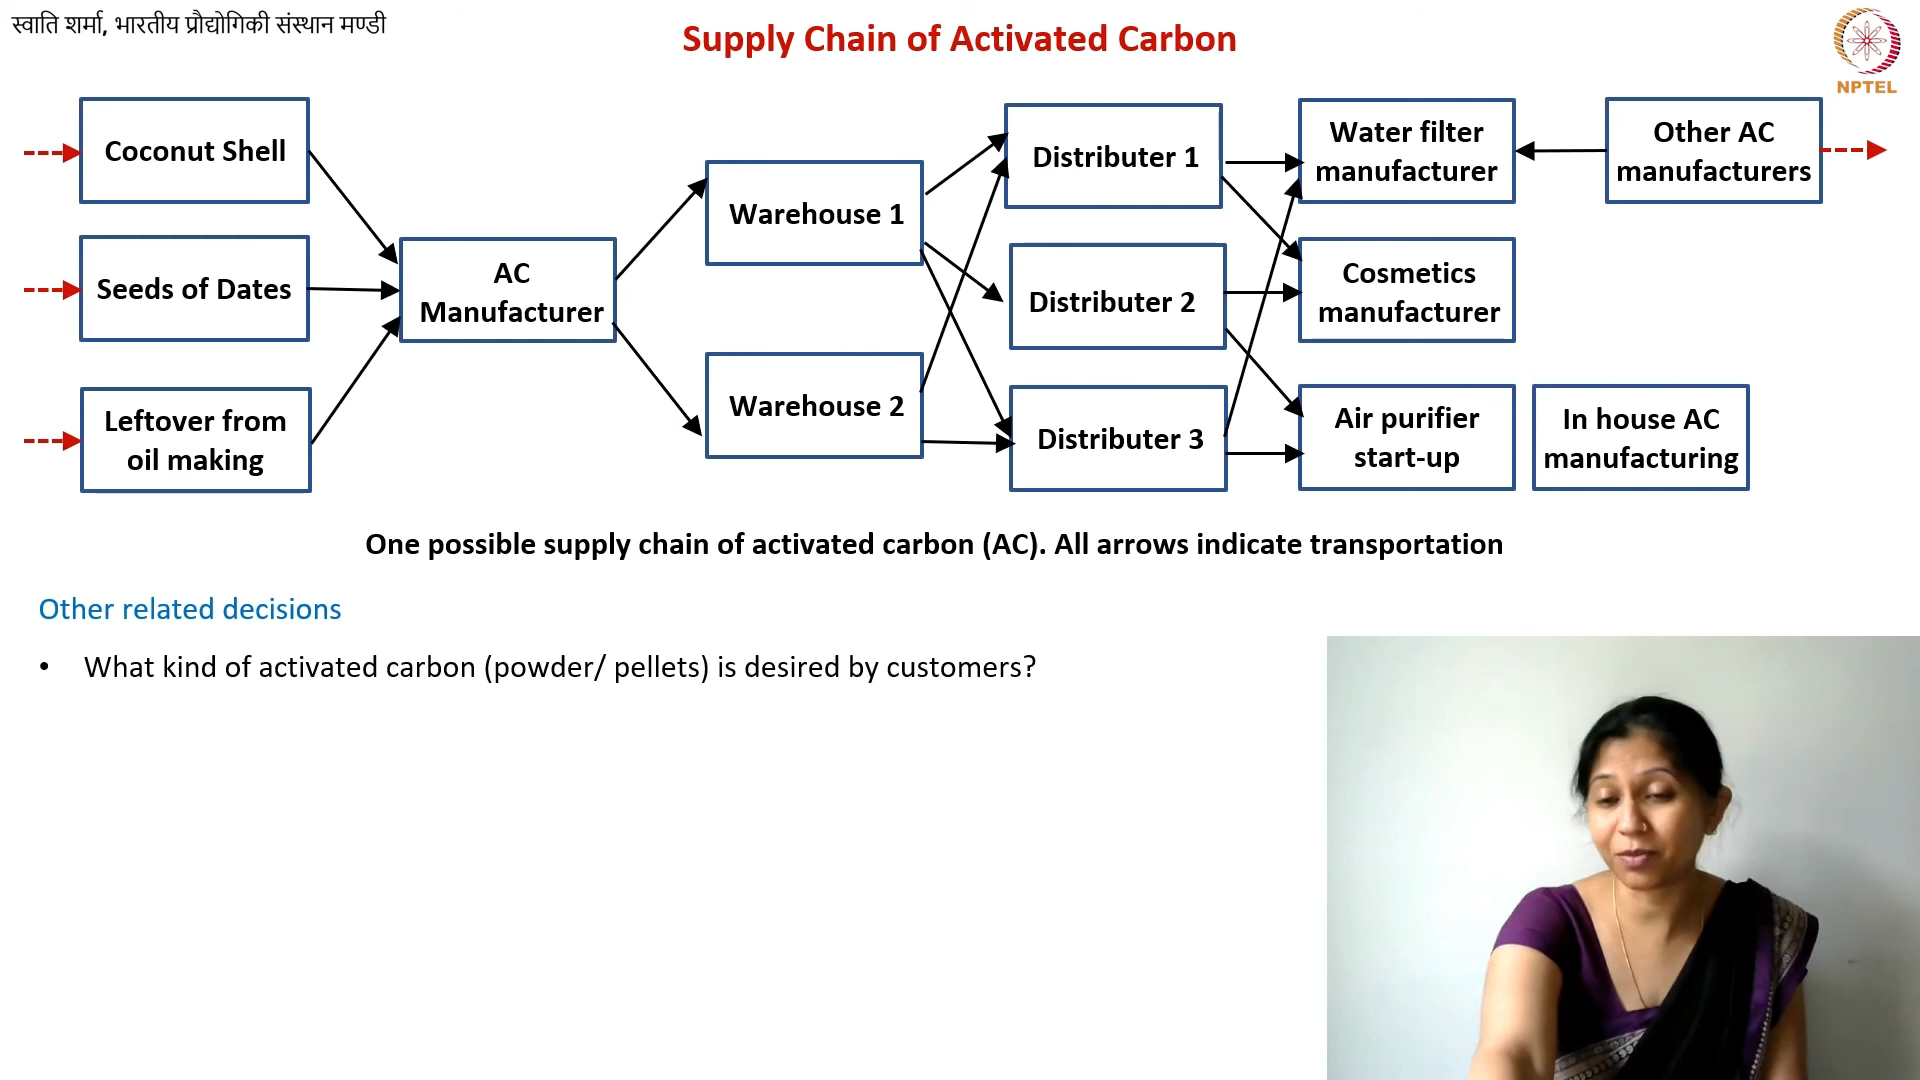 स्वाति शर्मा, भारतीय प्रौद्योगिकी संस्थान मण्डी
Supply Chain of Activated Carbon
NPTEL
Coconut Shell
Seeds of Dates
Leftover from
oil making
AC
Manufacturer
Warehouse 1
Warehouse 2
Distributer 1
Distributer 2
Distributer 3
Water filter
manufacturer
Cosmetics
manufacturer
Air purifier
start-up
Other AC
manufacturers
In house AC
manufacturing
One possible supply chain of activated carbon (AC). All arrows indicate transportation
Other related decisions
• What kind of activated carbon (powder/ pellets) is desired by customers?